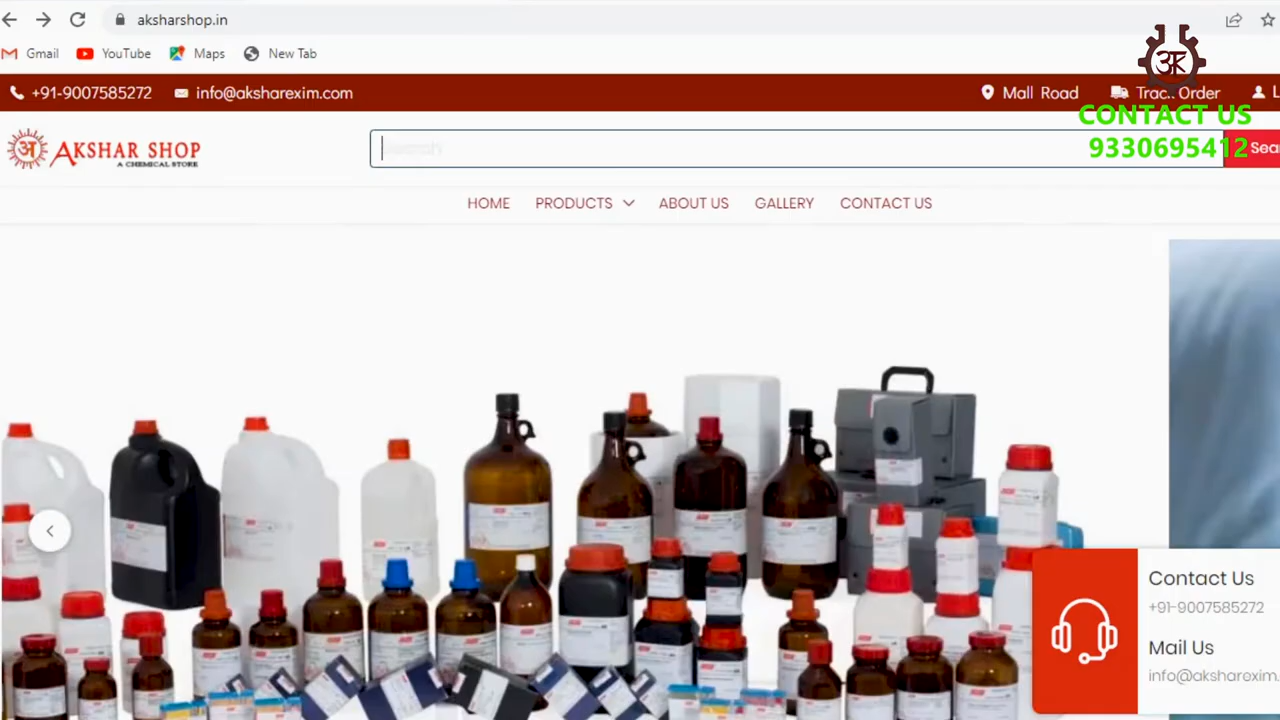 aksharshop.in
Gmail YouTube Maps New Tab
+91-9007585272 info@aksharexim.com Mall Road Track Order L
अ
CONTACT US
9330695412
अ AKSHAR SHOP
A CHEMICAL STORE
Search Sea
HOME PRODUCTS ABOUT US GALLERY CONTACT US
Contact Us
+91-9007585272
Mail Us
info@aksharexim.